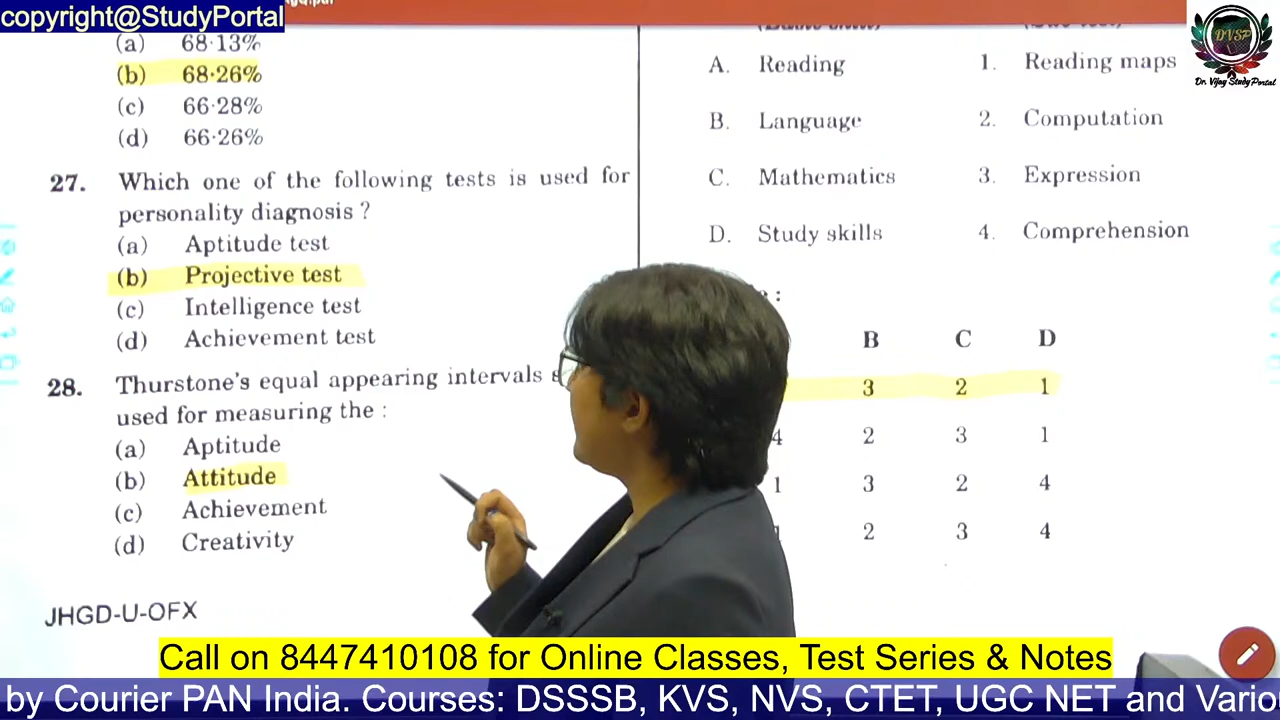 copyright@StudyPortal
(a) 68·13%
(b) 68·26%
(c) 66·28%
(d) 66·26%
27. Which one of the following tests is used for
personality diagnosis ?
(a) Aptitude test
(b) Projective test
(c) Intelligence test
(d) Achievement test
28. Thurstone's equal appearing intervals
used for measuring the :
(a) Aptitude
(b) Attitude
(c) Achievement
(d) Creativity
JHGD-U-OFX
A. Reading 1. Reading maps
B. Language 2. Computation
C. Mathematics 3. Expression
D. Study skills 4. Comprehension
:
B C D
3 2 1
4 2 3 1
1 3 2 4
2 3 4
DVSP
Dr. Vijay StudyPortal
Call on 8447410108 for Online Classes, Test Series & Notes
by Courier PAN India. Courses: DSSSB, KVS, NVS, CTET, UGC NET and Vario